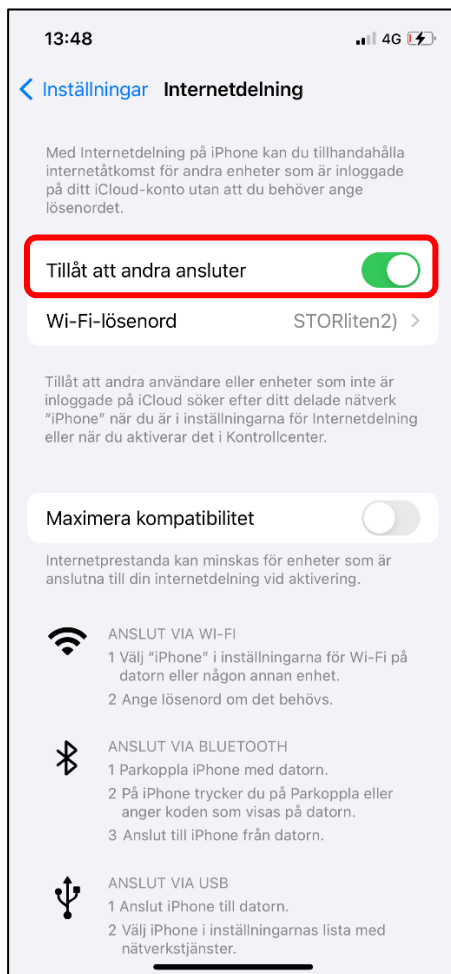 13:48 4G
Inställningar Internetdelning
Med Internetdelning på iPhone kan du tillhandahålla
internetåtkomst för andra enheter som är inloggade
på ditt iCloud-konto utan att du behöver ange
lösenordet.
Tillåt att andra ansluter
Wi-Fi-lösenord STORliten2)
Tillåt att andra användare eller enheter som inte är
inloggade på iCloud söker efter ditt delade nätverk
”iPhone” när du är i inställningarna för Internetdelning
eller när du aktiverar det i Kontrollcenter.
Maximera kompatibilitet
Internetprestanda kan minskas för enheter som är
anslutna till din internetdelning vid aktivering.
ANSLUT VIA WI-FI
1 Välj ”iPhone” i inställningarna för Wi-Fi på
datorn eller någon annan enhet.
2 Ange lösenord om det behövs.
ANSLUT VIA BLUETOOTH
1 Parkoppla iPhone med datorn.
2 På iPhone trycker du på Parkoppla eller
anger koden som visas på datorn.
3 Anslut till iPhone från datorn.
ANSLUT VIA USB
1 Anslut iPhone till datorn.
2 Välj iPhone i inställningarnas lista med
nätverkstjänster.